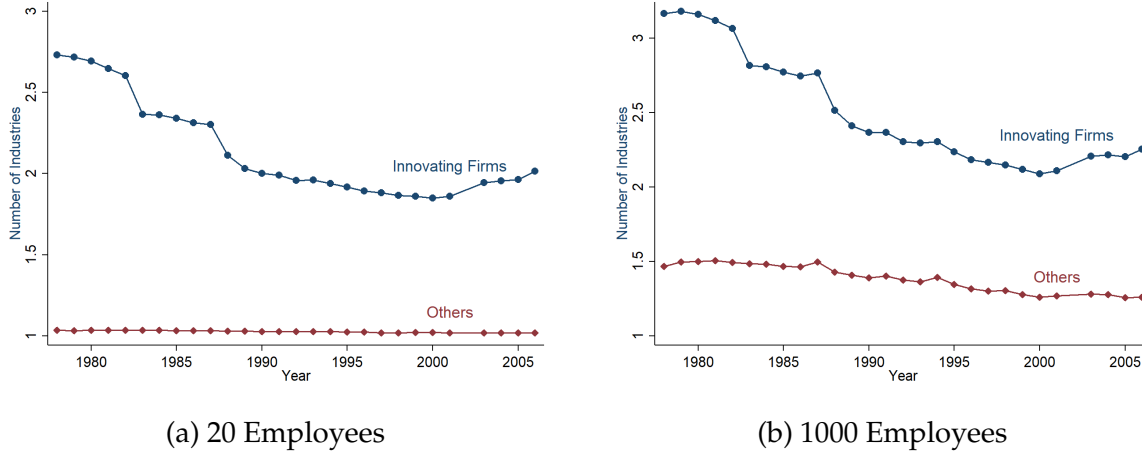 3
2.5
2
1.5
1
Number of Industries
Innovating Firms
Others
1980 1985 1990 1995 2000 2005
Year
(a) 20 Employees
3
2.5
2
1.5
1
Number of Industries
Innovating Firms
Others
1980 1985 1990 1995 2000 2005
Year
(b) 1000 Employees